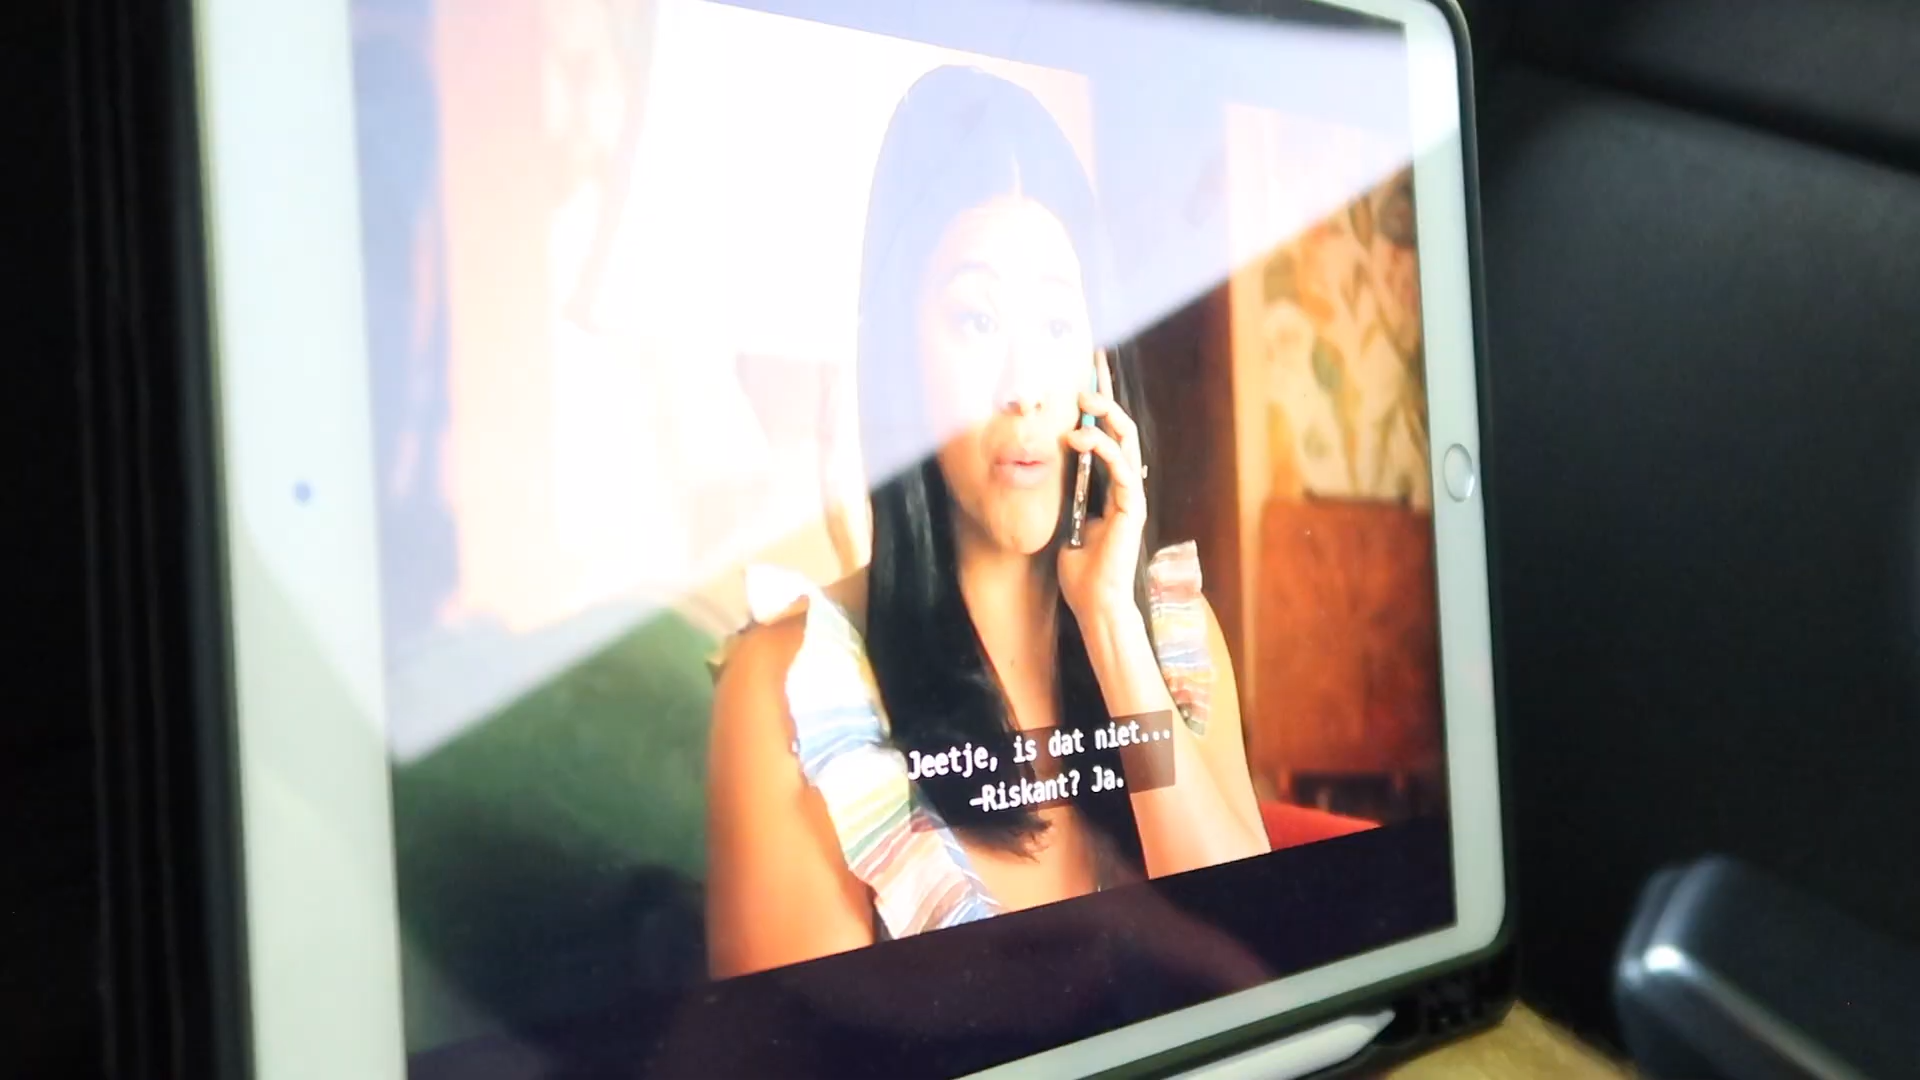 Jeetje, is dat niet...
–Riskant? Ja.